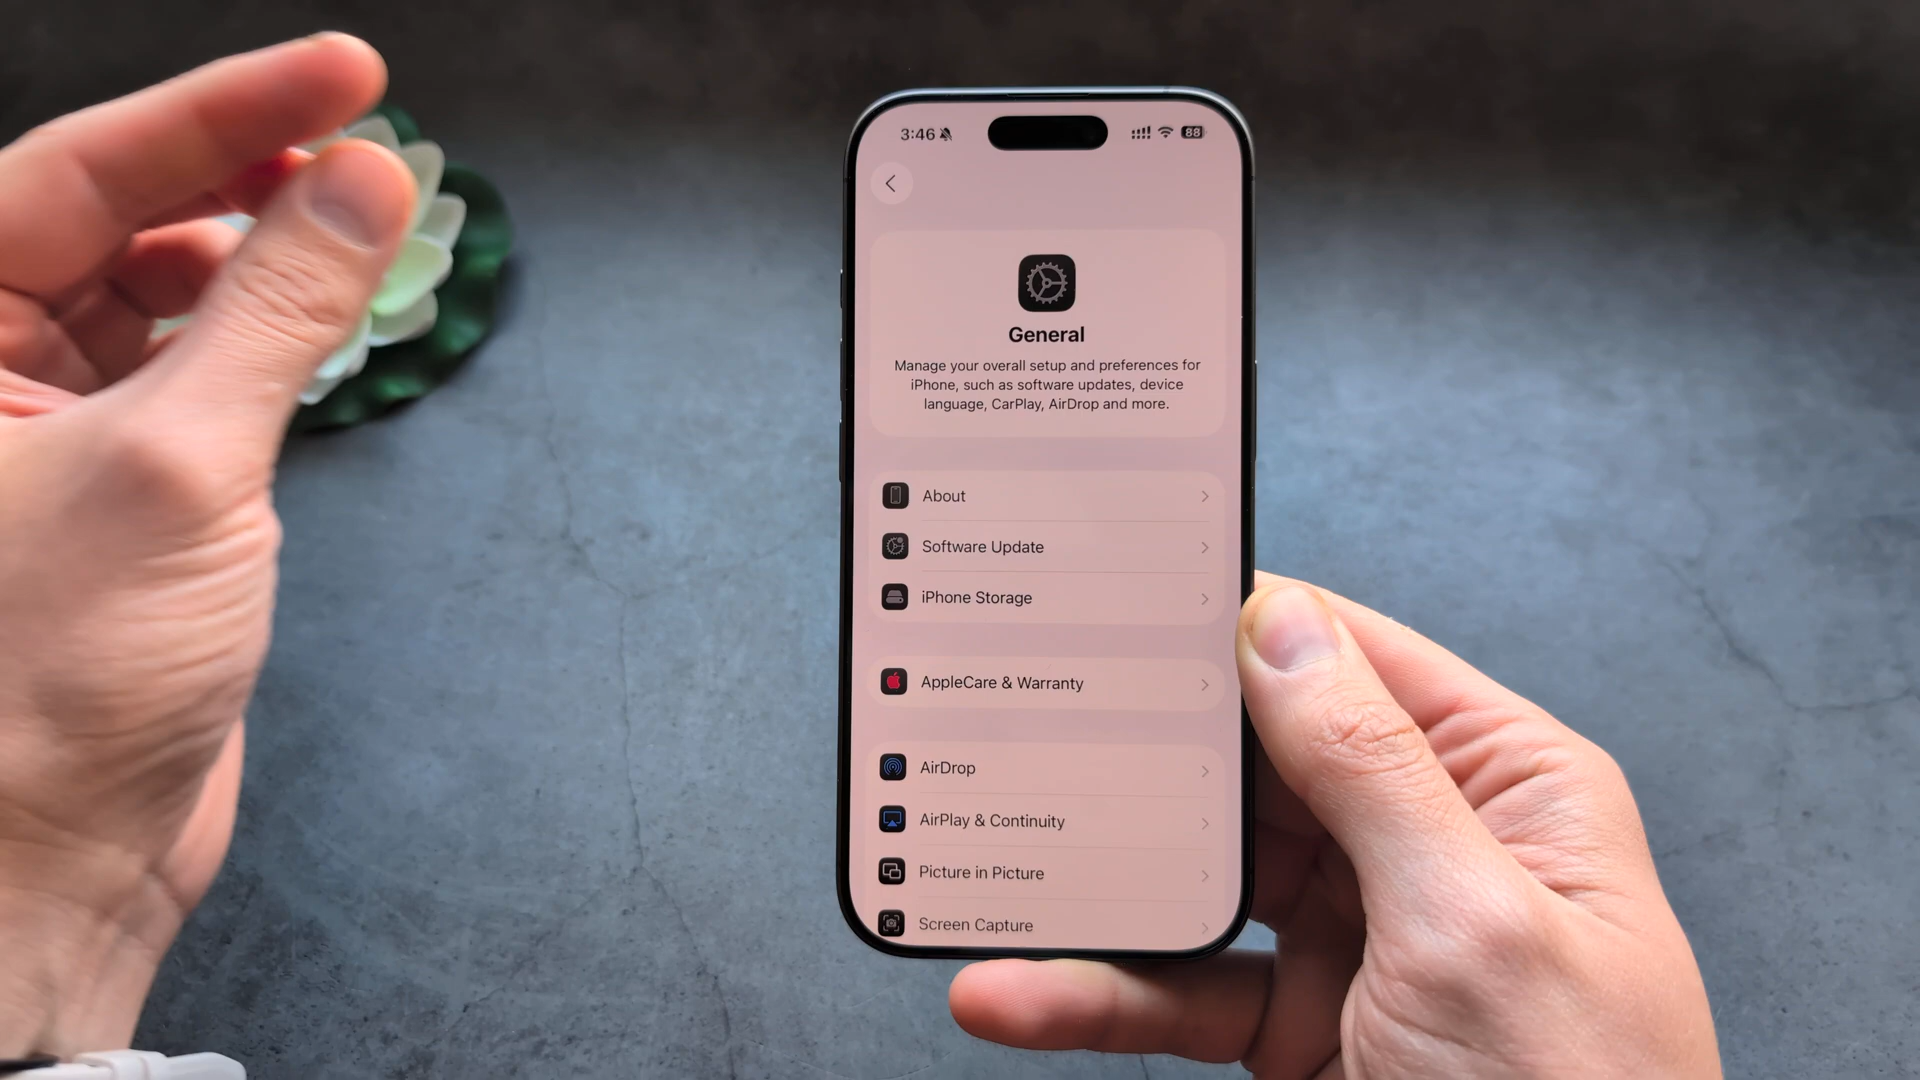 3:46
88
General
Manage your overall setup and preferences for
iPhone, such as software updates, device
language, CarPlay, AirDrop and more.
About
Software Update
iPhone Storage
AppleCare & Warranty
AirDrop
AirPlay & Continuity
Picture in Picture
Screen Capture